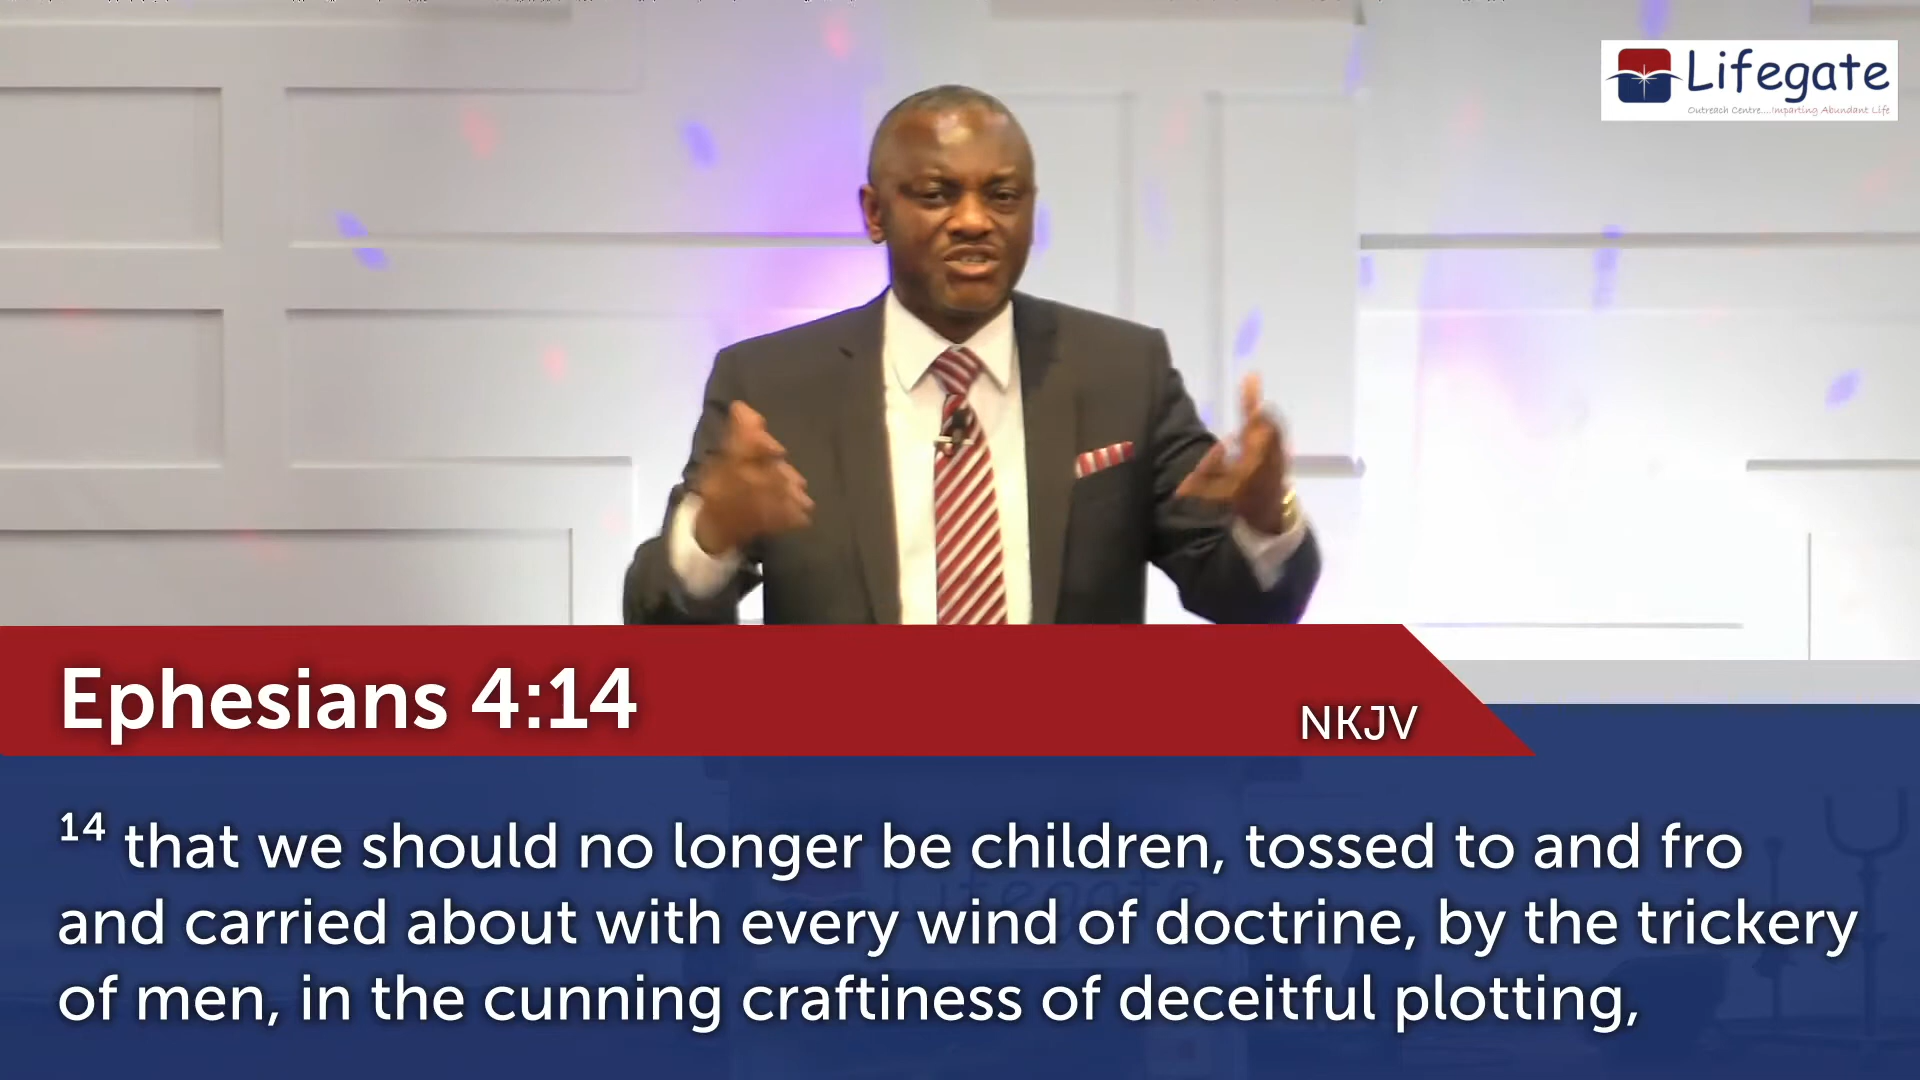 Lifegate
Outreach Centre....Imparting Abundant Life
Ephesians 4:14
NKJV
14 that we should no longer be children, tossed to and fro
and carried about with every wind of doctrine, by the trickery
of men, in the cunning craftiness of deceitful plotting,